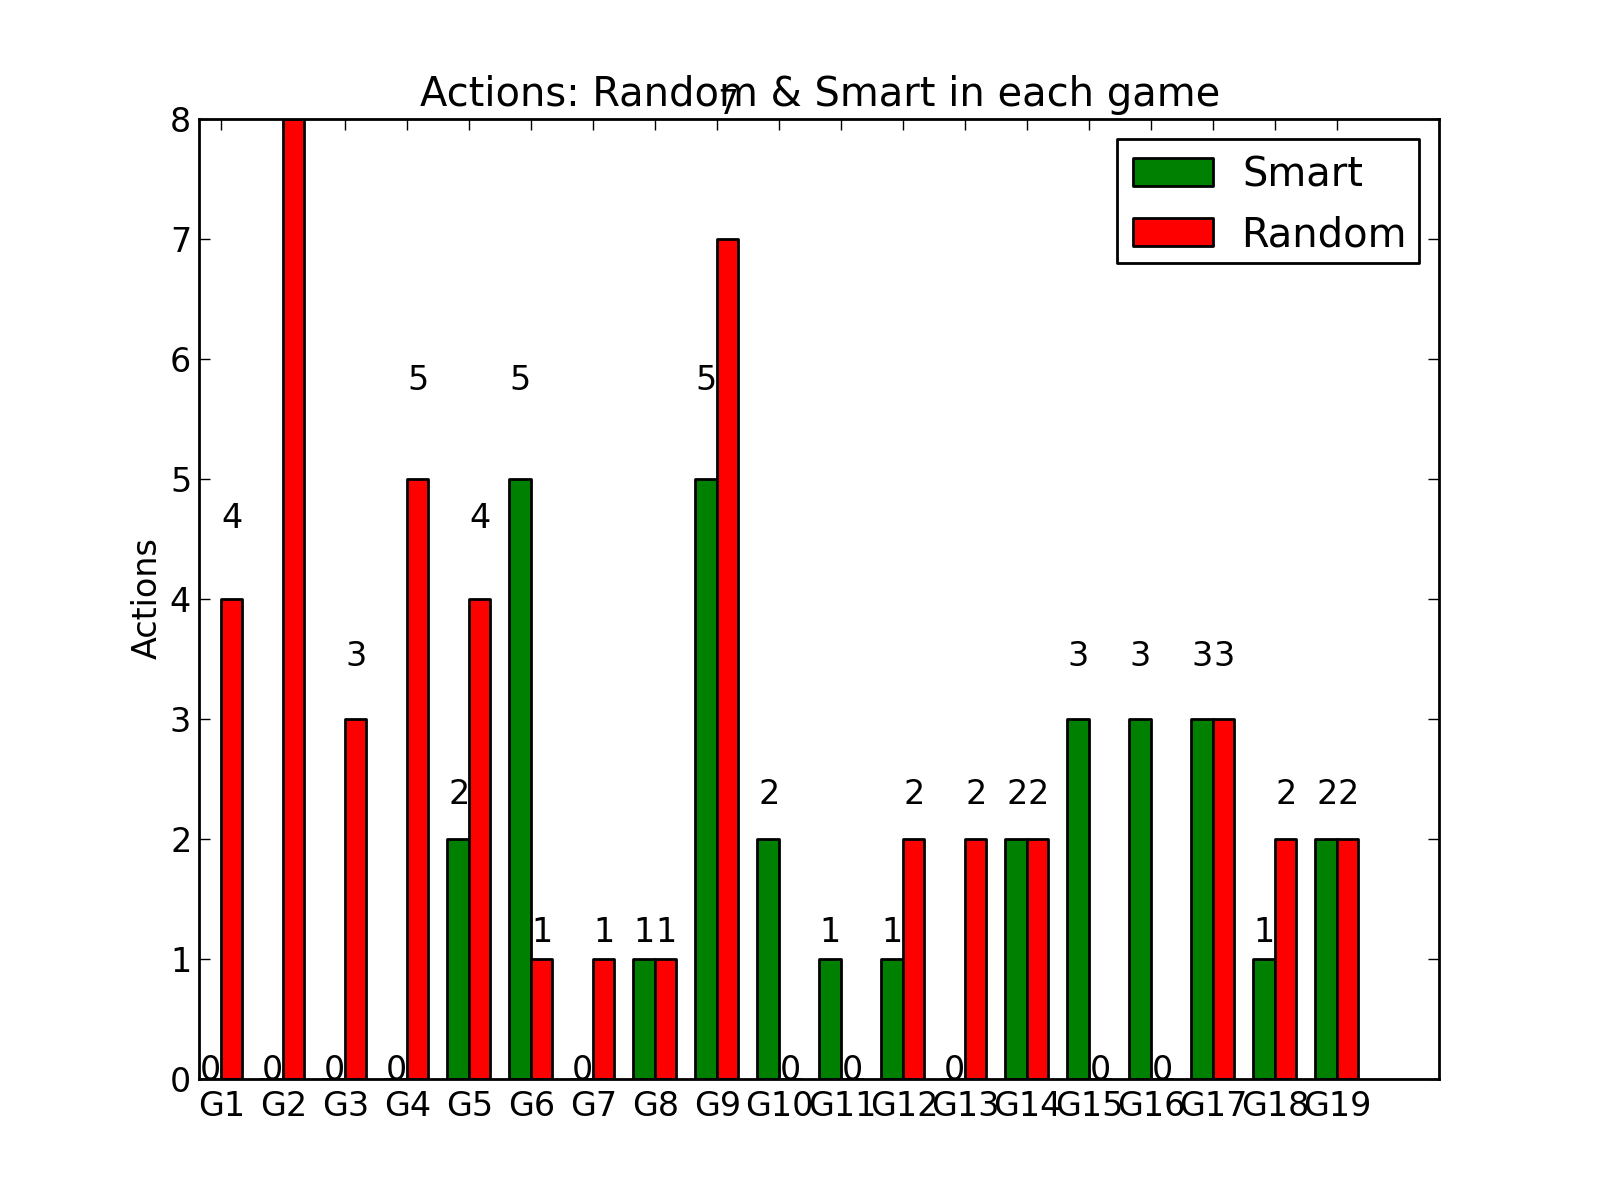 Actions: Random & Smart in each game
7
8
Smart
Random
7
6
5 5 5
5
4 4
Actions
4
3 3 3 33
3
2 2 2 2 22 2 22
2
1 1 11 1 1 1
1
0 0 0 0 0 0 0 0 0 0
0
G1 G2 G3 G4 G5 G6 G7 G8 G9 G10 G11 G12 G13 G14 G15 G16 G17 G18 G19